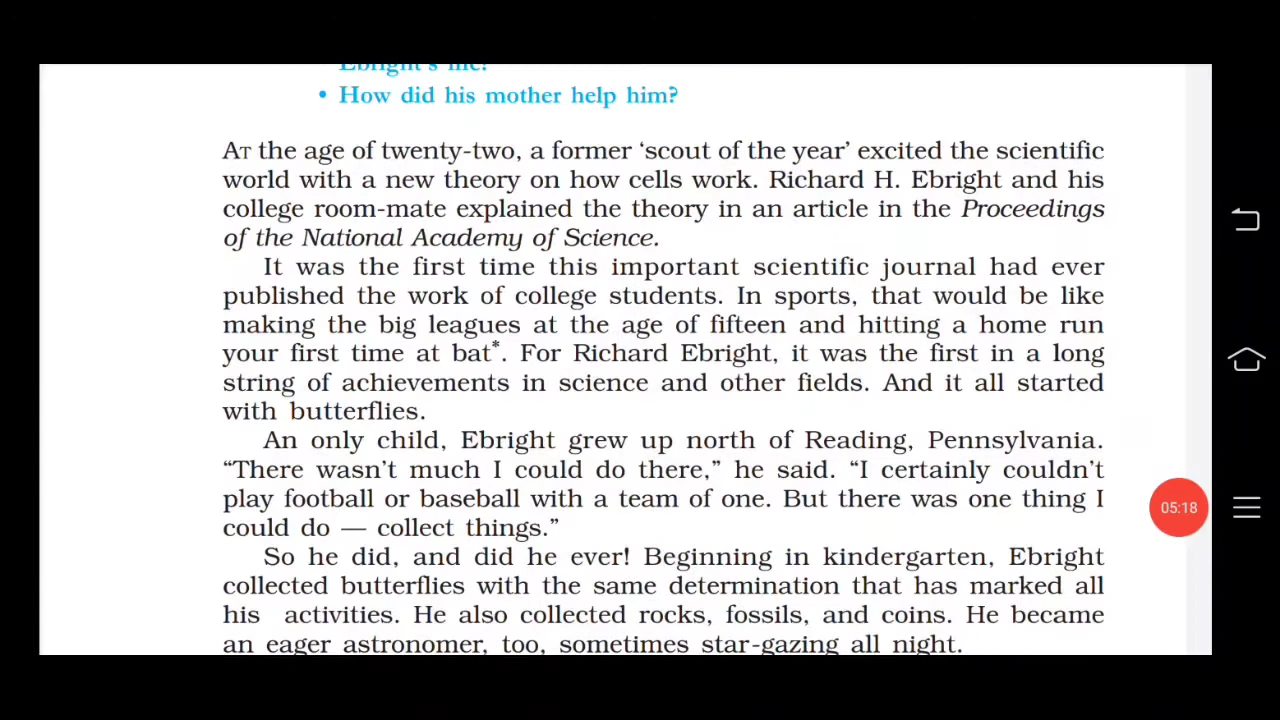 Ebright's life?
• How did his mother help him?
AT the age of twenty-two, a former ‘scout of the year’ excited the scientific
world with a new theory on how cells work. Richard H. Ebright and his
college room-mate explained the theory in an article in the Proceedings
of the National Academy of Science.
It was the first time this important scientific journal had ever
published the work of college students. In sports, that would be like
making the big leagues at the age of fifteen and hitting a home run
your first time at bat*. For Richard Ebright, it was the first in a long
string of achievements in science and other fields. And it all started
with butterflies.
An only child, Ebright grew up north of Reading, Pennsylvania.
“There wasn’t much I could do there,” he said. “I certainly couldn’t
play football or baseball with a team of one. But there was one thing I
could do — collect things.”
So he did, and did he ever! Beginning in kindergarten, Ebright
collected butterflies with the same determination that has marked all
his activities. He also collected rocks, fossils, and coins. He became
an eager astronomer, too, sometimes star-gazing all night.
05:18